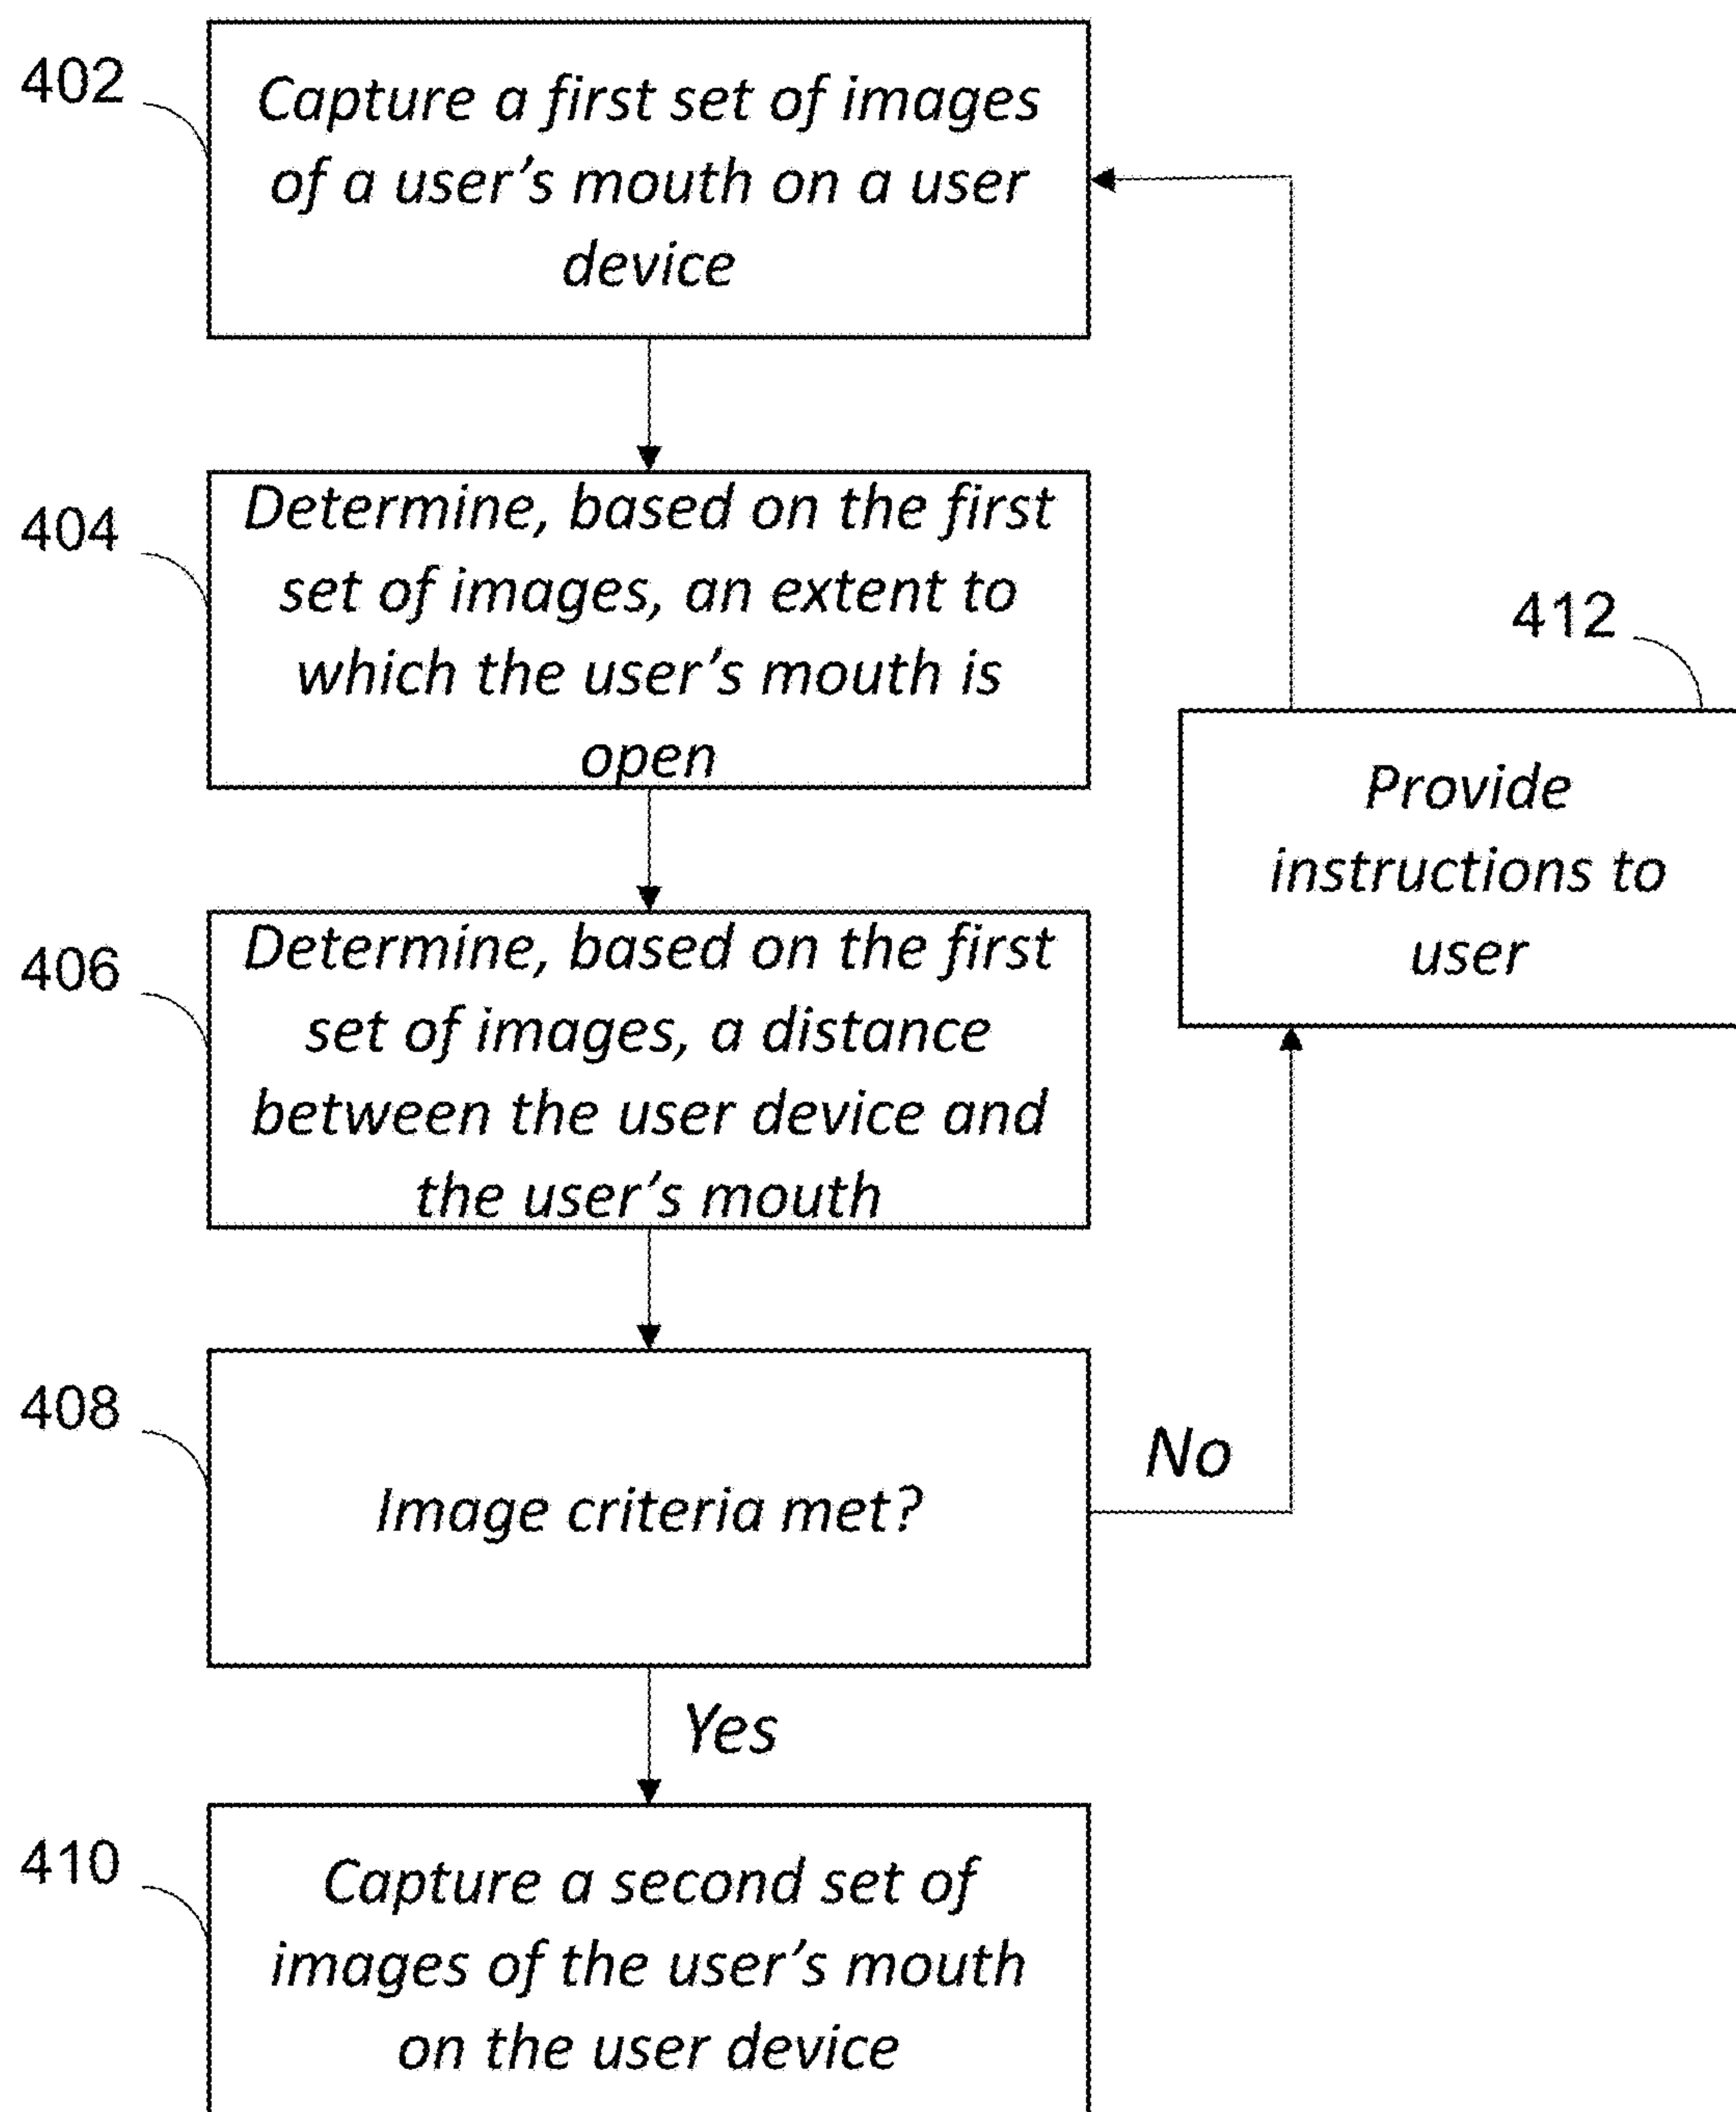 402
Capture a first set of images
of a user’s mouth on a user
device
404
Determine, based on the first
set of images, an extent to
which the user’s mouth is
open
412
Provide
instructions to
user
406
Determine, based on the first
set of images, a distance
between the user device and
the user’s mouth
408
Image criteria met?
No
Yes
410
Capture a second set of
images of the user’s mouth
on the user device